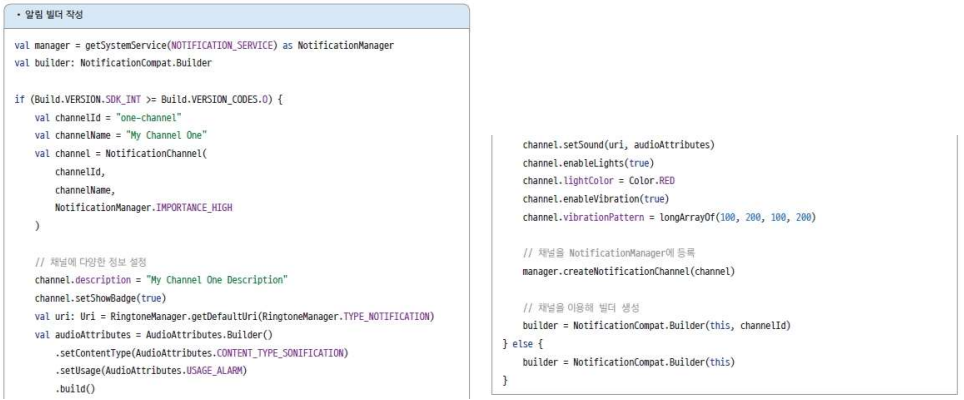 • 알림 빌더 작성
val manager = getSystemService(NOTIFICATION_SERVICE) as NotificationManager
val builder: NotificationCompat.Builder
if (Build.VERSION.SDK_INT >= Build.VERSION_CODES.O) {
val channelId = "one-channel"
val channelName = "My Channel One"
val channel = NotificationChannel(
channelId,
channelName,
NotificationManager.IMPORTANCE_HIGH
)
// 채널에 다양한 정보 설정
channel.description = "My Channel One Description"
channel.setShowBadge(true)
val uri: Uri = RingtoneManager.getDefaultUri(RingtoneManager.TYPE_NOTIFICATION)
val audioAttributes = AudioAttributes.Builder()
.setContentType(AudioAttributes.CONTENT_TYPE_SONIFICATION)
.setUsage(AudioAttributes.USAGE_ALARM)
.build()
channel.setSound(uri, audioAttributes)
channel.enableLights(true)
channel.lightColor = Color.RED
channel.enableVibration(true)
channel.vibrationPattern = longArrayOf(100, 200, 100, 200)
// 채널을 NotificationManager에 등록
manager.createNotificationChannel(channel)
// 채널을 이용해 빌더 생성
builder = NotificationCompat.Builder(this, channelId)
} else {
builder = NotificationCompat.Builder(this)
}